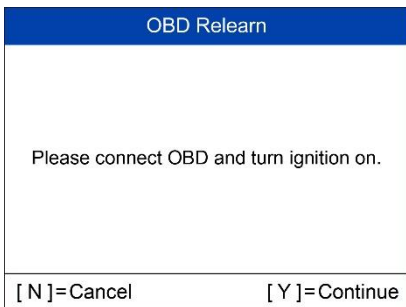 OBD Relearn
Please connect OBD and turn ignition on.
[ N ]=Cancel [ Y ]=Continue